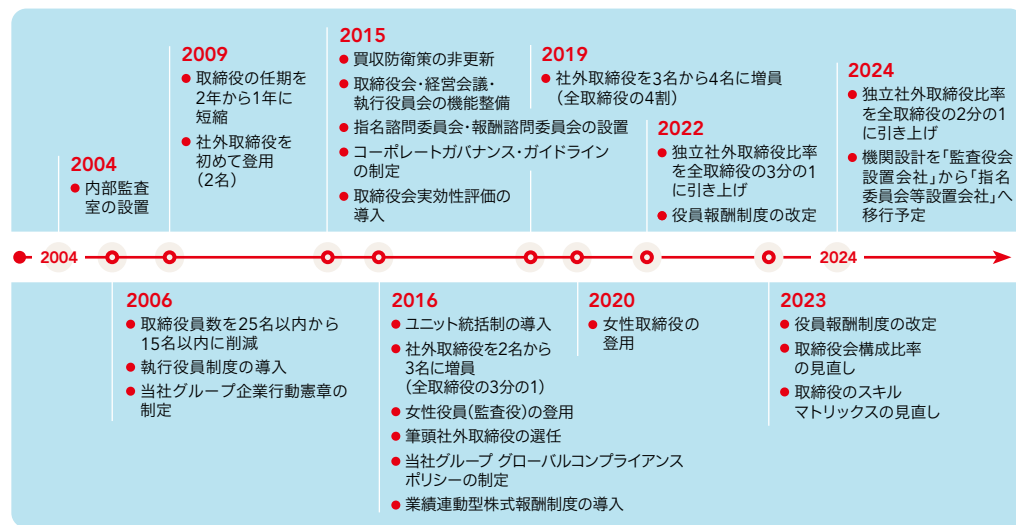 2004
● 内部監査
室の設置
2009
● 取締役の任期を
2年から1年に
短縮
● 社外取締役を
初めて登用
(2名)
2015
● 買収防衛策の非更新
● 取締役会・経営会議・
執行役員会の機能整備
● 指名諮問委員会・報酬諮問委員会の設置
● コーポレートガバナンス・ガイドライン
の制定
● 取締役会実効性評価の
導入
2019
● 社外取締役を3名から4名に増員
(全取締役の4割)
2022
● 独立社外取締役比率
を全取締役の3分の1
に引き上げ
● 役員報酬制度の改定
2024
● 独立社外取締役比率
を全取締役の2分の1
に引き上げ
● 機関設計を「監査役会
設置会社」から「指名
委員会等設置会社」へ
移行予定
2004
2024
2006
● 取締役員数を25名以内から
15名以内に削減
● 執行役員制度の導入
● 当社グループ企業行動憲章の
制定
2016
● ユニット統括制の導入
● 社外取締役を2名から
3名に増員
(全取締役の3分の1)
● 女性役員(監査役)の登用
● 筆頭社外取締役の選任
● 当社グループ グローバルコンプライアンス
ポリシーの制定
● 業績連動型株式報酬制度の導入
2020
● 女性取締役の
登用
2023
● 役員報酬制度の改定
● 取締役会構成比率
の見直し
● 取締役のスキル
マトリックスの見直し